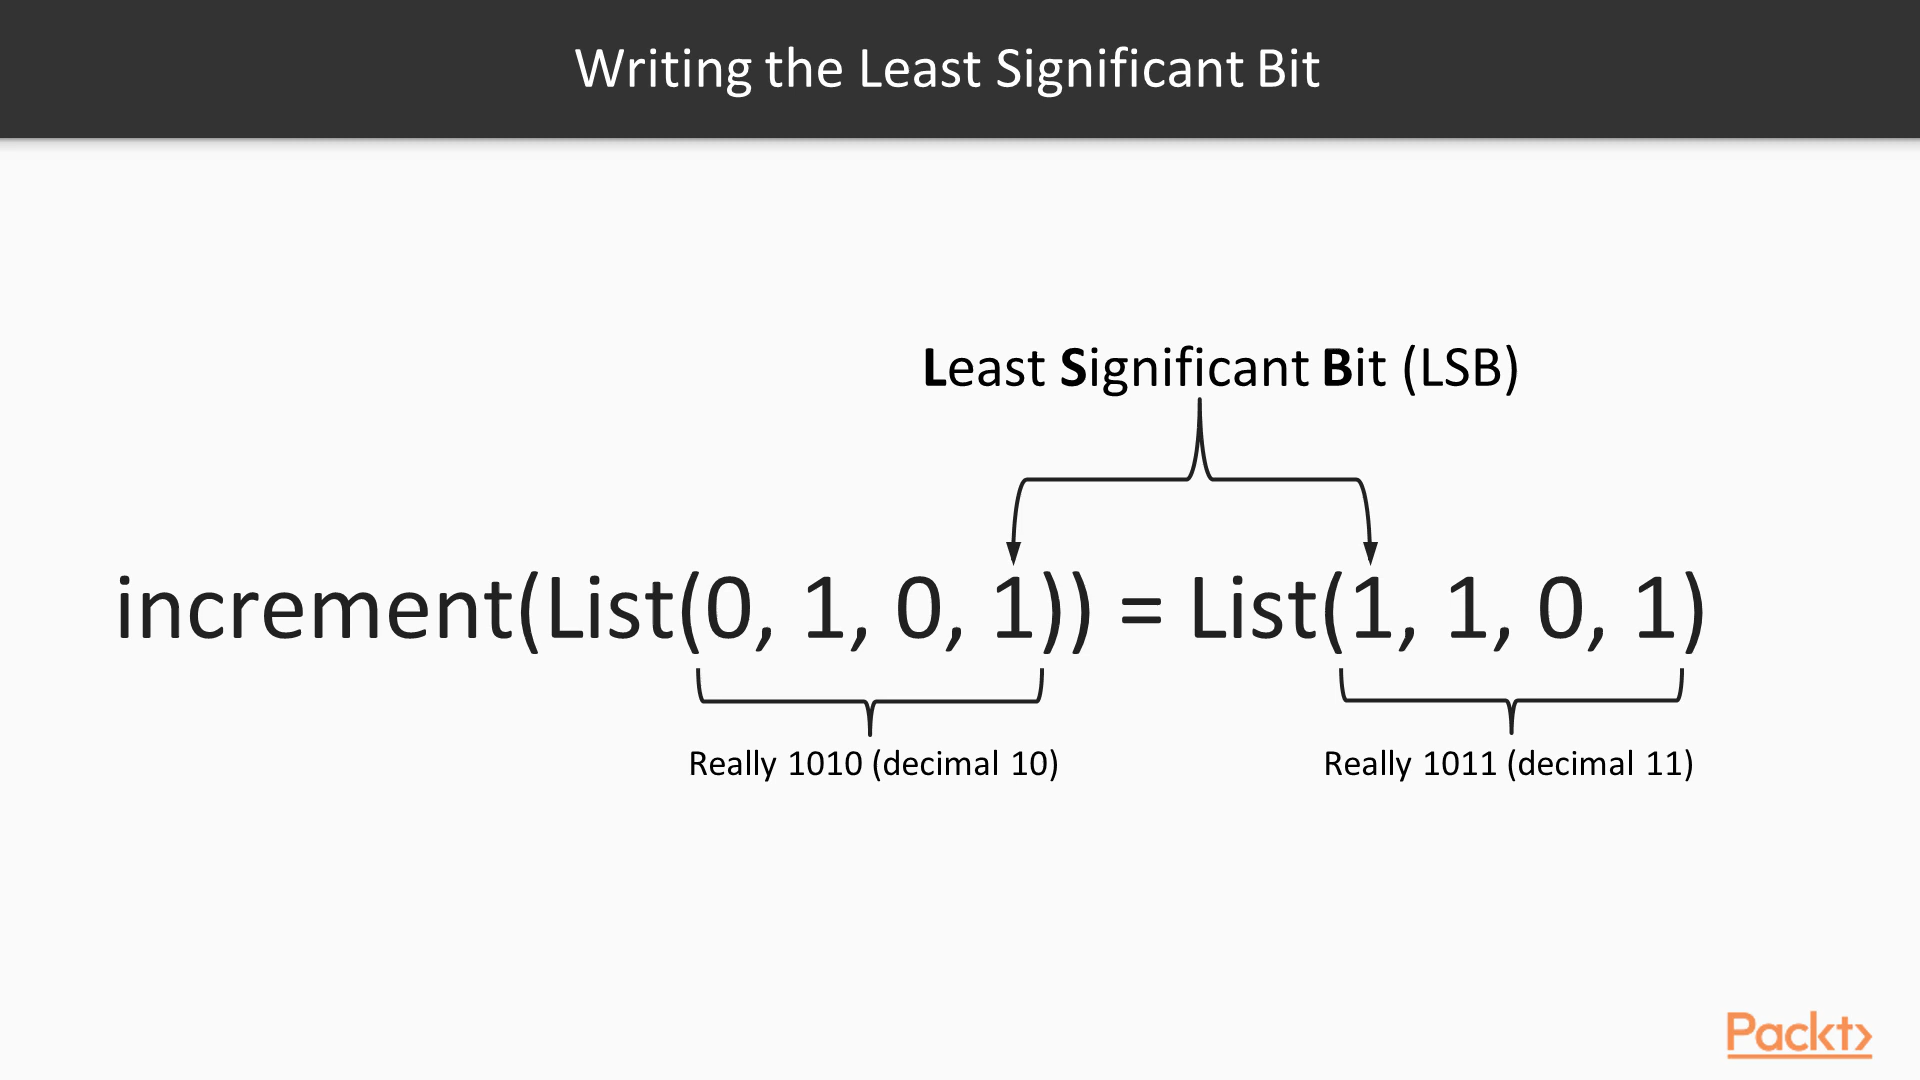 Writing the Least Significant Bit
Least Significant Bit (LSB)
increment(List(0, 1, 0, 1)) = List(1, 1, 0, 1)
Really 1010 (decimal 10)
Really 1011 (decimal 11)
Packt>